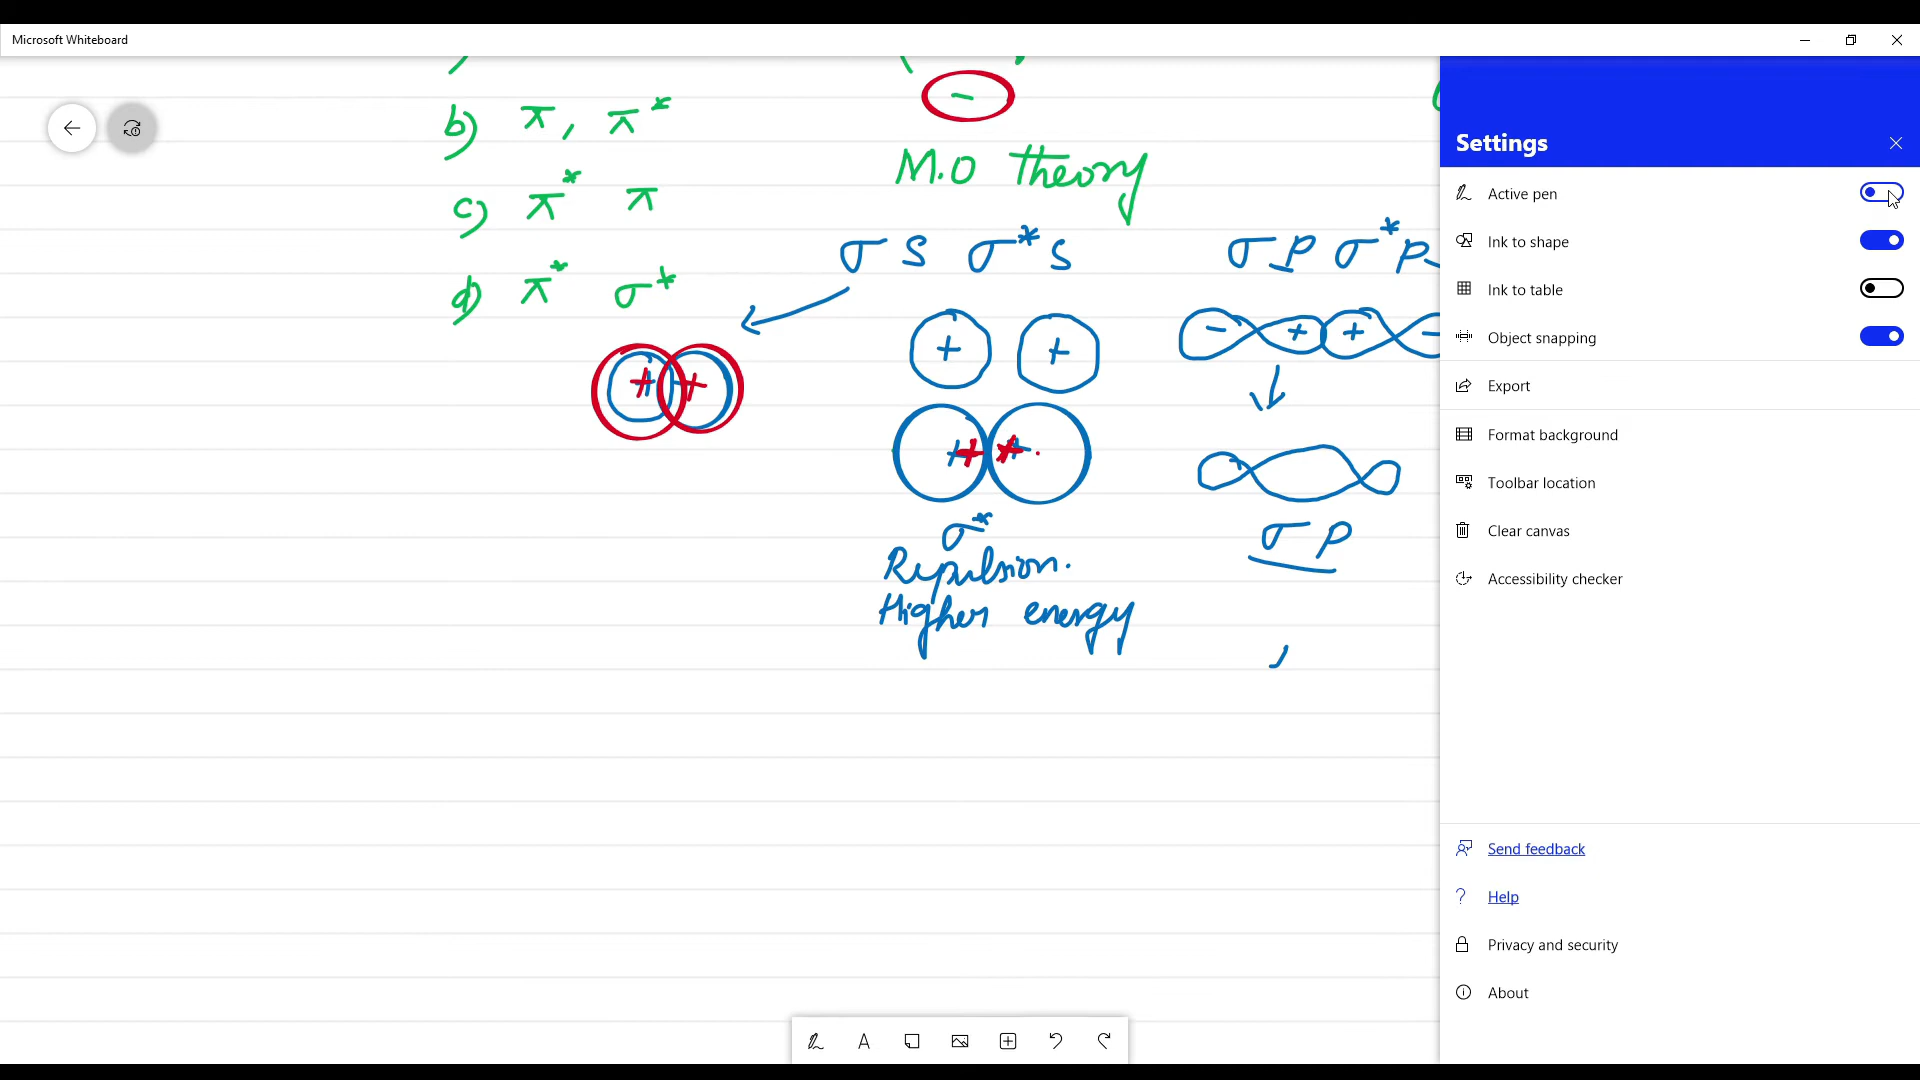 Microsoft Whiteboard
b) π, π*
c) π* π
d) π* σ*
-
M.O Theory
σ s σ*s
σ p σ*p
+ +
- + + -
+ +
+ +
+
σ*
Repulsion.
Higher energy
σ p
Settings
Active pen
Ink to shape
Ink to table
Object snapping
Export
Format background
Toolbar location
Clear canvas
Accessibility checker
Send feedback
Help
Privacy and security
About